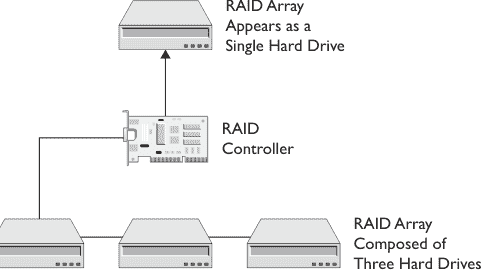 RAID Array
Appears as a
Single Hard Drive
RAID
Controller
RAID Array
Composed of
Three Hard Drives